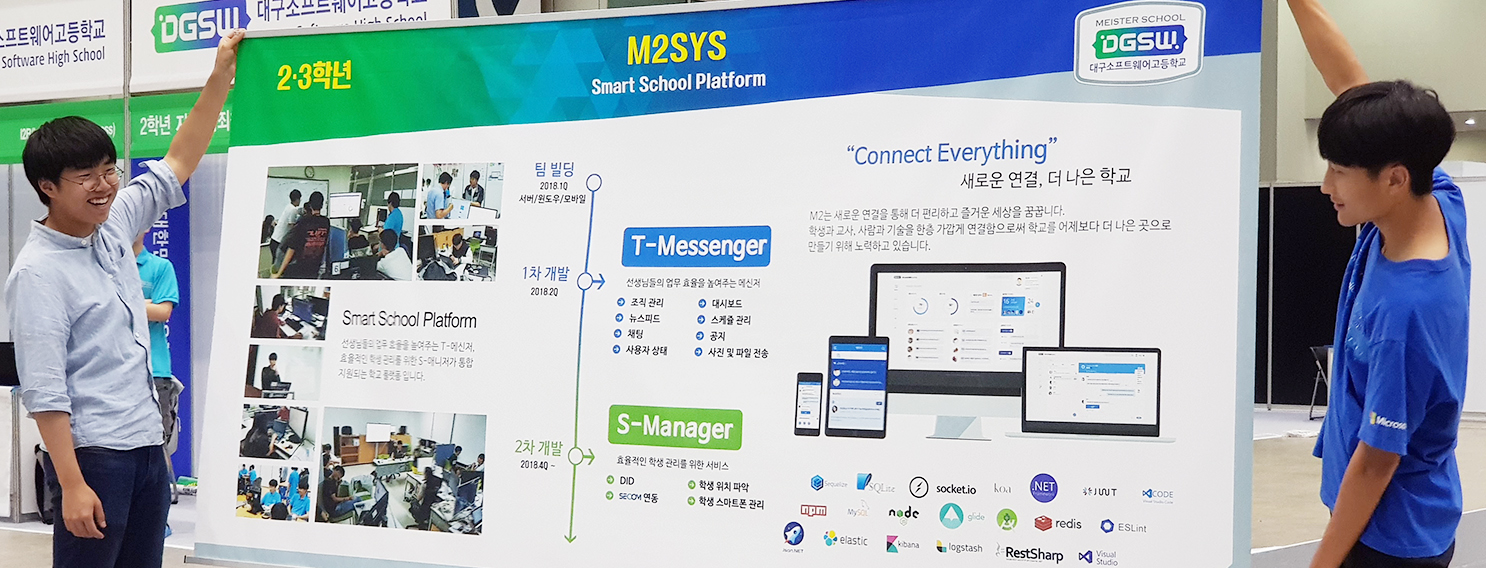 대구소프트웨어고등학교
Software High School
DGSW
대구소프트웨어고등학교
Software High School
2학년
2·3학년
M2SYS
Smart School Platform
MEISTER SCHOOL
DGSW
대구소프트웨어고등학교
팀 빌딩
2018.1Q
서버/윈도우/모바일
1차 개발
2018.2Q
2차 개발
2018.4Q ~
Smart School Platform
선생님들의 업무 효율을 높여주는 T-메신저,
효율적인 학생 관리를 위한 S-매니저가 통합
지원되는 학교 플랫폼 입니다.
T-Messenger
선생님들의 업무 효율을 높여주는 메신저
조직 관리
대시보드
뉴스피드
스케쥴 관리
채팅
공지
사용자 상태
사진 및 파일 전송
S-Manager
효율적인 학생 관리를 위한 서비스
DID
학생 위치 파악
SECOM 연동
학생 스마트폰 관리
“Connect Everything”
새로운 연결, 더 나은 학교
M2는 새로운 연결을 통해 더 편리하고 즐거운 세상을 꿈꿉니다.
학생과 교사, 사람과 기술을 한층 가깝게 연결함으로써 학교를 어제보다 더 나은 곳으로
만들기 위해 노력하고 있습니다.
Sequelize
SQLite
socket.io
koa
.NET
JWT
VSCODE
npm
MySQL
node
glide
redis
ESLint
elastic
kibana
logstash
RestSharp
Visual
Studio
Microsoft